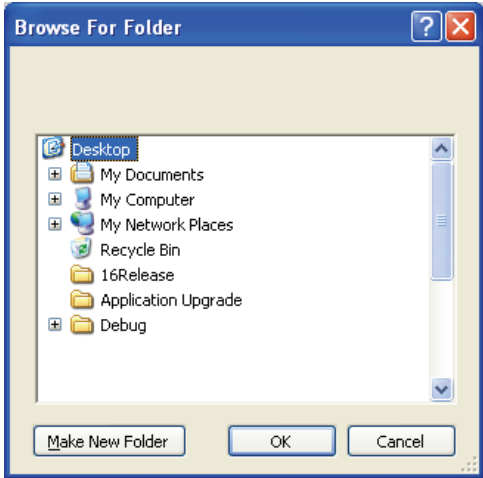 Browse For Folder
Desktop
My Documents
My Computer
My Network Places
Recycle Bin
16Release
Application Upgrade
Debug
Make New Folder OK Cancel